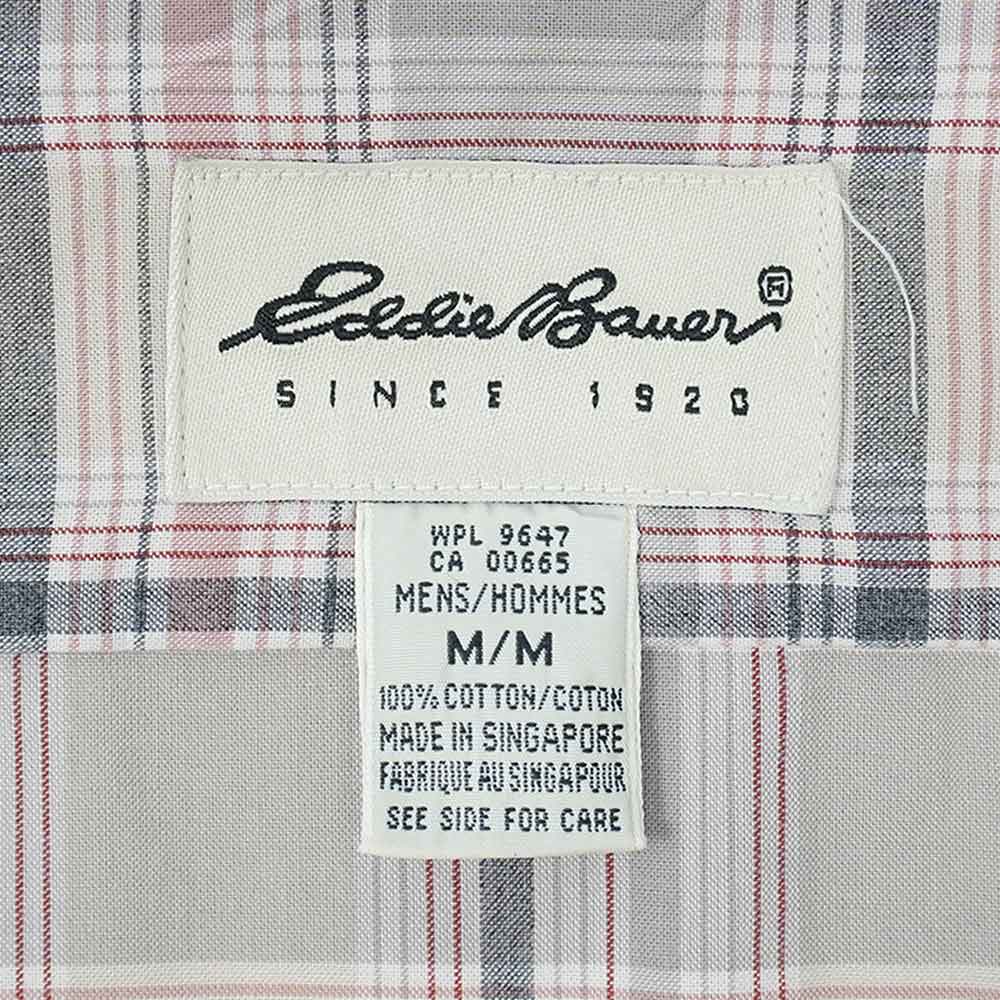 Eddie Bauer®
SINCE 1920
WPL 9647
CA 00665
MENS/HOMMES
M/M
100% COTTON/COTON
MADE IN SINGAPORE
FABRIQUE AU SINGAPOUR
SEE SIDE FOR CARE